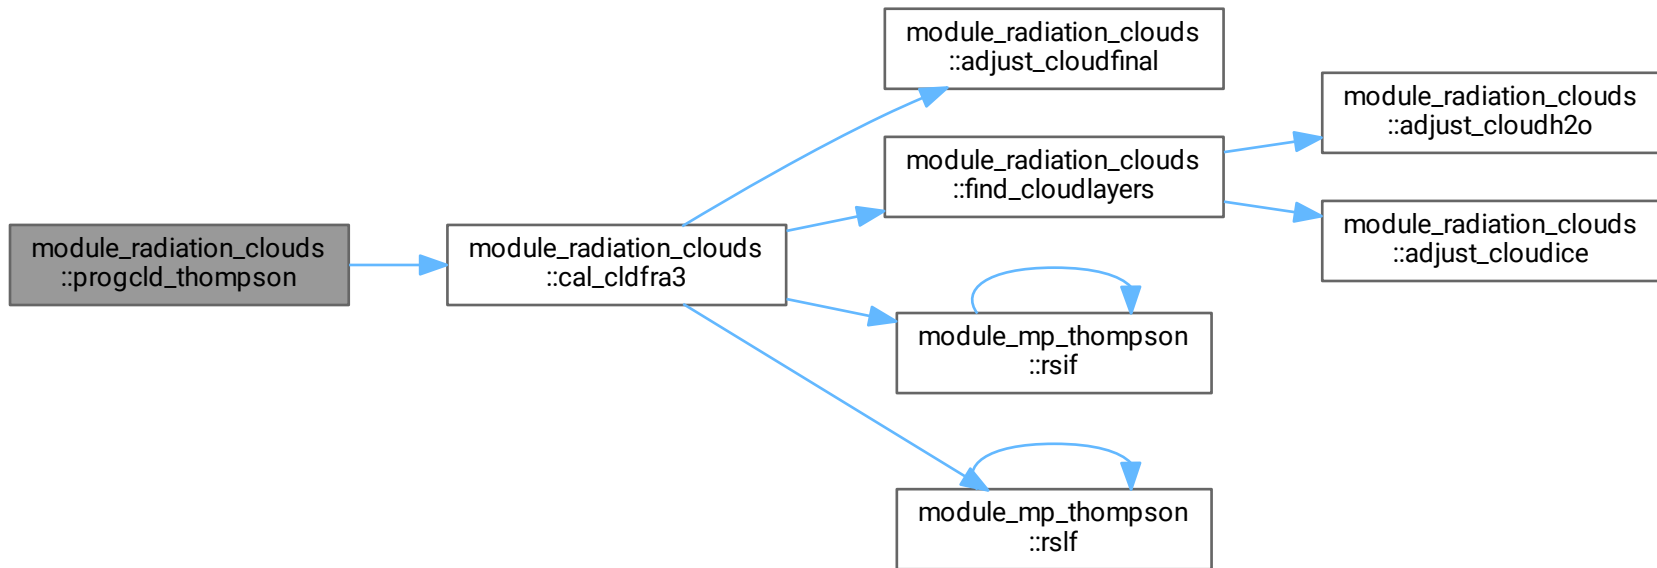 module_radiation_clouds
::progcld_thompson
module_radiation_clouds
::cal_cldfra3
module_radiation_clouds
::adjust_cloudfinal
module_radiation_clouds
::find_cloudlayers
module_radiation_clouds
::adjust_cloudh2o
module_radiation_clouds
::adjust_cloudice
module_mp_thompson
::rsif
module_mp_thompson
::rslf